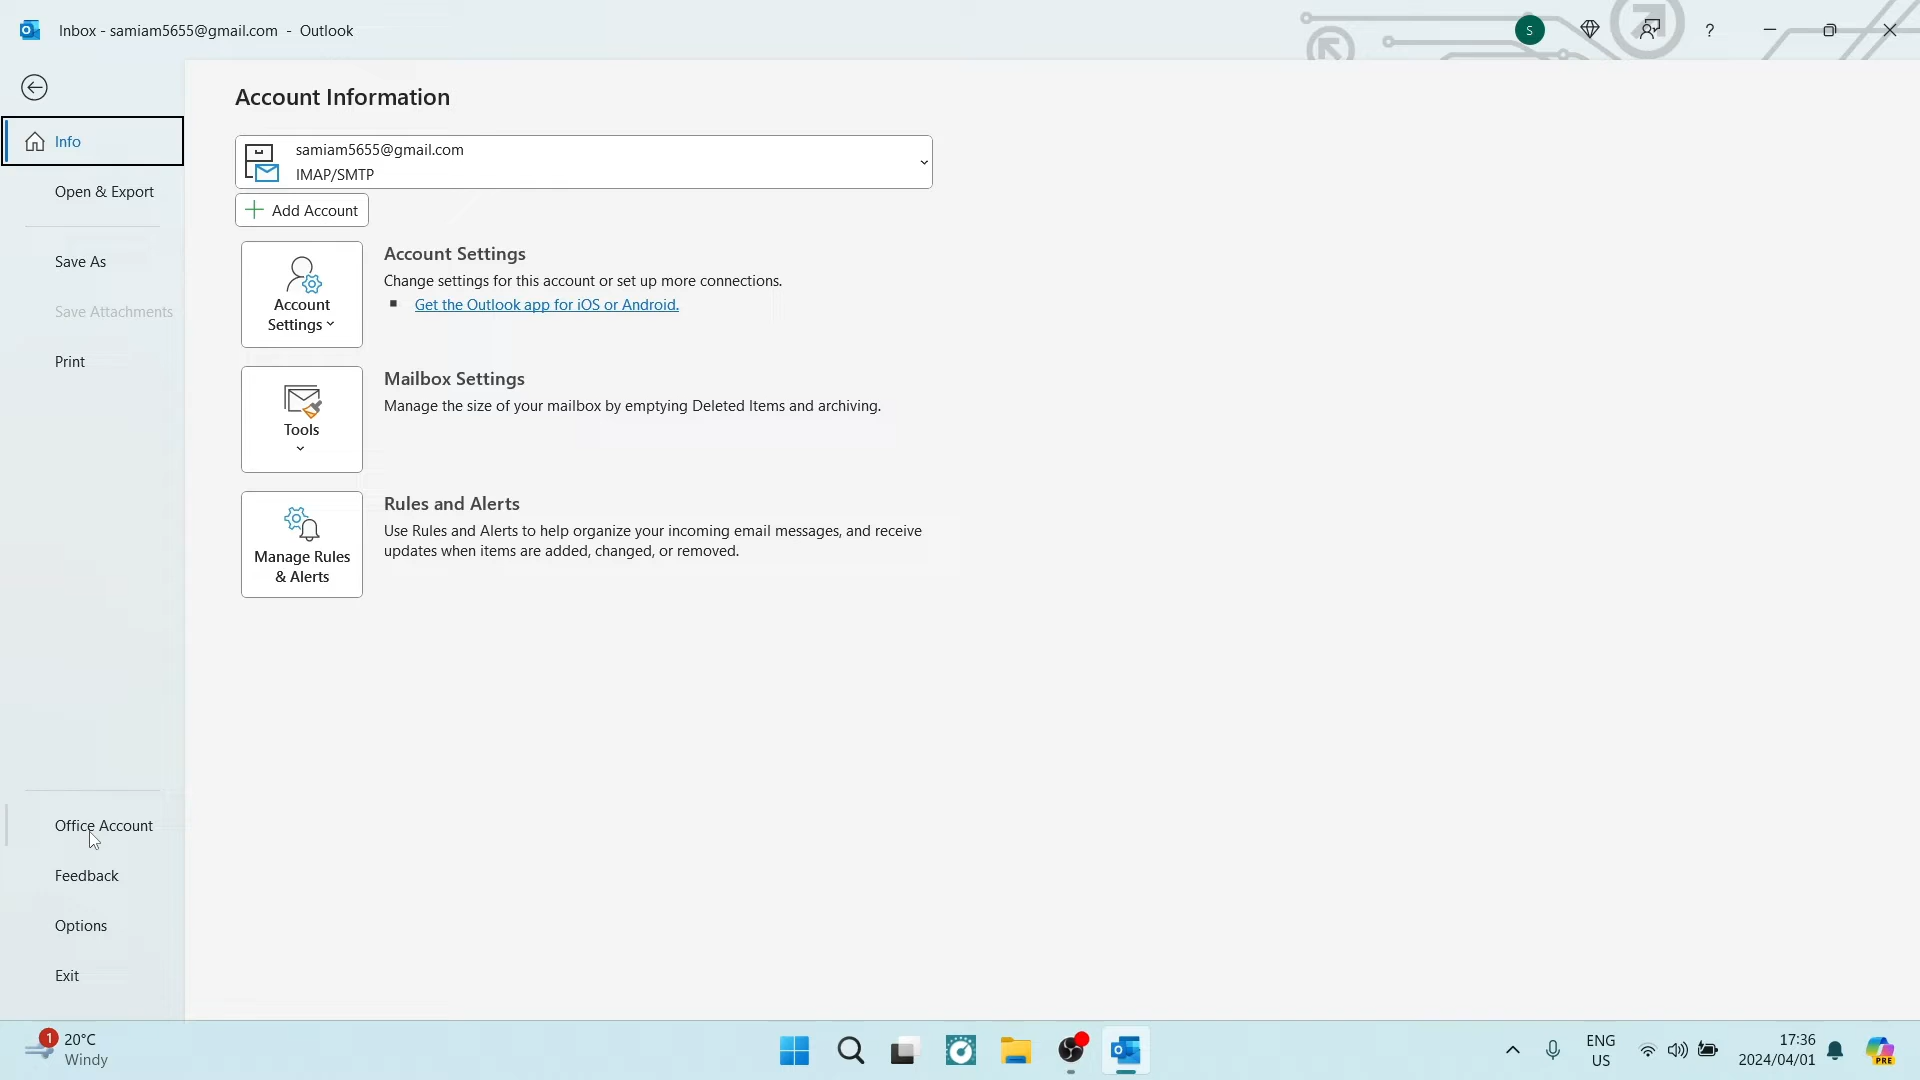 Inbox - samiam5655@gmail.com - Outlook
S
?
Info
Open & Export
Save As
Save Attachments
Print
Office Account
Feedback
Options
Exit
Account Information
samiam5655@gmail.com
IMAP/SMTP
Add Account
Account
Settings
Account Settings
Change settings for this account or set up more connections.
Get the Outlook app for iOS or Android.
Tools
Mailbox Settings
Manage the size of your mailbox by emptying Deleted Items and archiving.
Manage Rules
& Alerts
Rules and Alerts
Use Rules and Alerts to help organize your incoming email messages, and receive
updates when items are added, changed, or removed.
1
20°C
Windy
ENG
US
17:36
2024/04/01
PRE